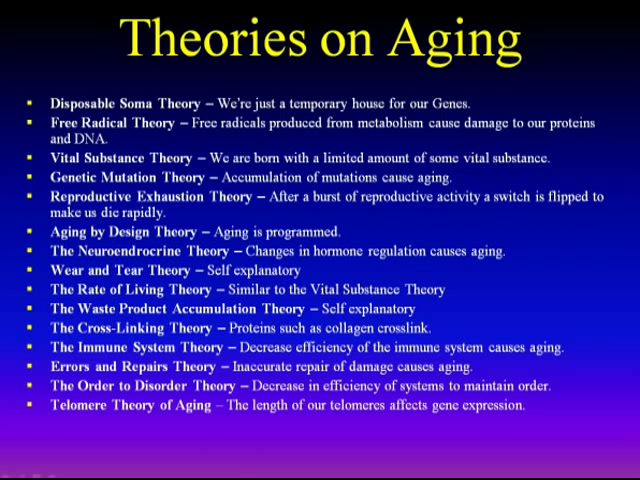 Theories on Aging
▪ Disposable Soma Theory – We're just a temporary house for our Genes.
▪ Free Radical Theory – Free radicals produced from metabolism cause damage to our proteins
and DNA.
▪ Vital Substance Theory – We are born with a limited amount of some vital substance.
▪ Genetic Mutation Theory – Accumulation of mutations cause aging.
▪ Reproductive Exhaustion Theory – After a burst of reproductive activity a switch is flipped to
make us die rapidly.
▪ Aging by Design Theory – Aging is programmed.
▪ The Neuroendrocrine Theory – Changes in hormone regulation causes aging.
▪ Wear and Tear Theory – Self explanatory
▪ The Rate of Living Theory – Similar to the Vital Substance Theory
▪ The Waste Product Accumulation Theory – Self explanatory
▪ The Cross-Linking Theory – Proteins such as collagen crosslink.
▪ The Immune System Theory – Decrease efficiency of the immune system causes aging.
▪ Errors and Repairs Theory – Inaccurate repair of damage causes aging.
▪ The Order to Disorder Theory – Decrease in efficiency of systems to maintain order.
▪ Telomere Theory of Aging – The length of our telomeres affects gene expression.